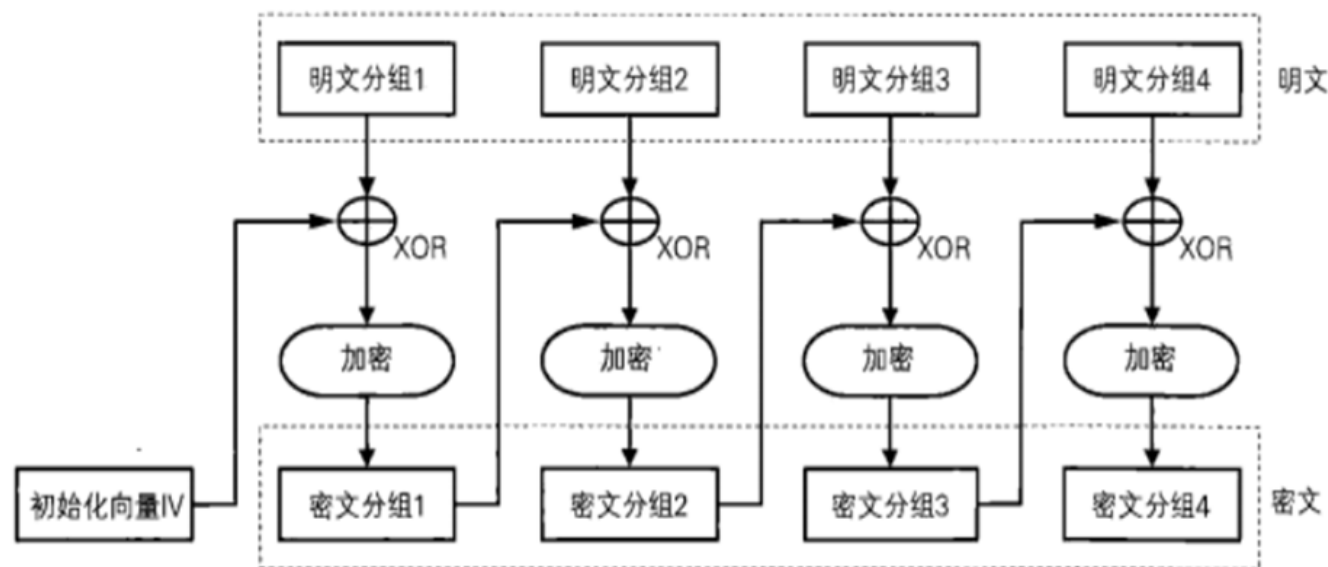 明文分组1 明文分组2 明文分组3 明文分组4 明文
XOR XOR XOR XOR
加密 加密 加密 加密
初始化向量IV 密文分组1 密文分组2 密文分组3 密文分组4 密文